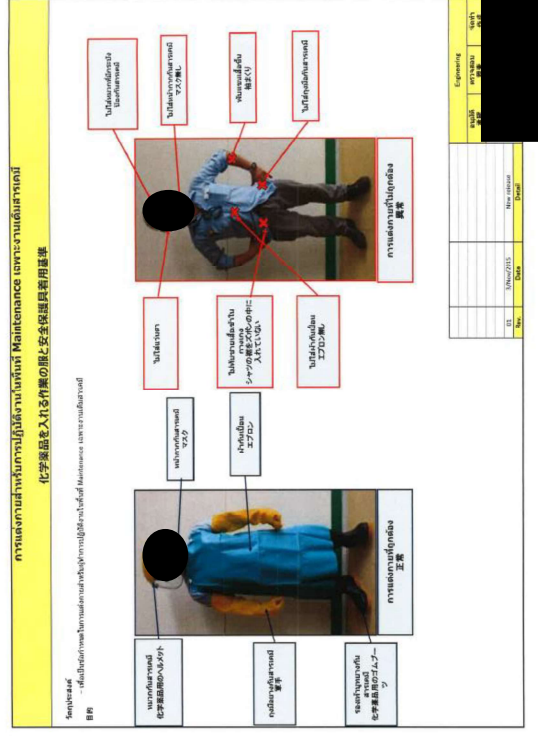 การแต่งกายสำหรับการปฏิบัติงานในพื้นที่ Maintenance เฉพาะงานเติมสารเคมี
化学薬品を入れる作業の服と安全保護具着用基準
วัตถุประสงค์
- เพื่อเป็นข้อกำหนดในการแต่งกายสำหรับผู้ทำการปฏิบัติงานในพื้นที่ Maintenance เฉพาะงานเติมสารเคมี
目的
หมวกกันสารเคมี
化学薬品用のヘルメット
ถุงมือยางกันสารเคมี
軍手
รองเท้าบูทยางกัน
สารเคมี
化学薬品用のゴムブー
ツ
หน้ากากกันสารเคมี
マスク
ผ้ากันเปื้อน
エプロン
การแต่งกายที่ถูกต้อง
正常
ไม่ใส่แว่นตา
ไม่พับชายเสื้อเข้าใน
กางเกง
シャツの裾をズボンの中に
入れていない
ไม่ใส่ผ้ากันเปื้อน
エプロン無し
ไม่ใส่หมวกที่มีกระบัง
ป้องกันสารเคมี
ไม่ใส่หน้ากากกันสารเคมี
マスク無し
พับแขนเสื้อขึ้น
袖まくり
ไม่ใส่ถุงมือกันสารเคมี
การแต่งกายที่ไม่ถูกต้อง
異常
01 3/Nov/2015 New release
Rev. Date Detail
Engineering
อนุมัติ ตรวจสอบ จัดทำ